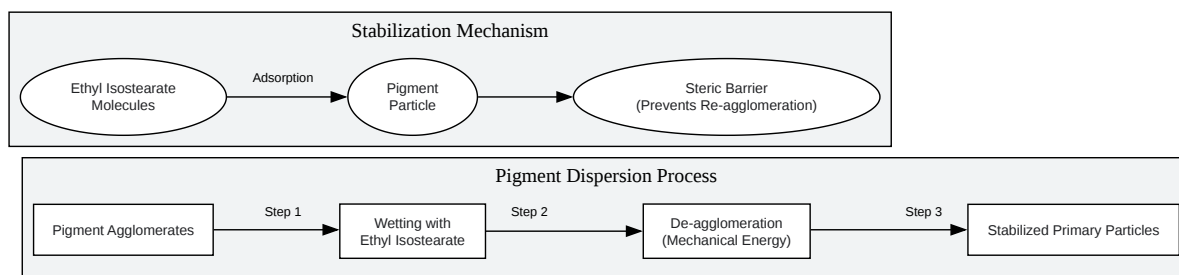 Stabilization Mechanism
Ethyl Isostearate
Molecules
Adsorption
Pigment
Particle
Steric Barrier
(Prevents Re-agglomeration)
Pigment Dispersion Process
Pigment Agglomerates
Step 1
Wetting with
Ethyl Isostearate
Step 2
De-agglomeration
(Mechanical Energy)
Step 3
Stabilized Primary Particles